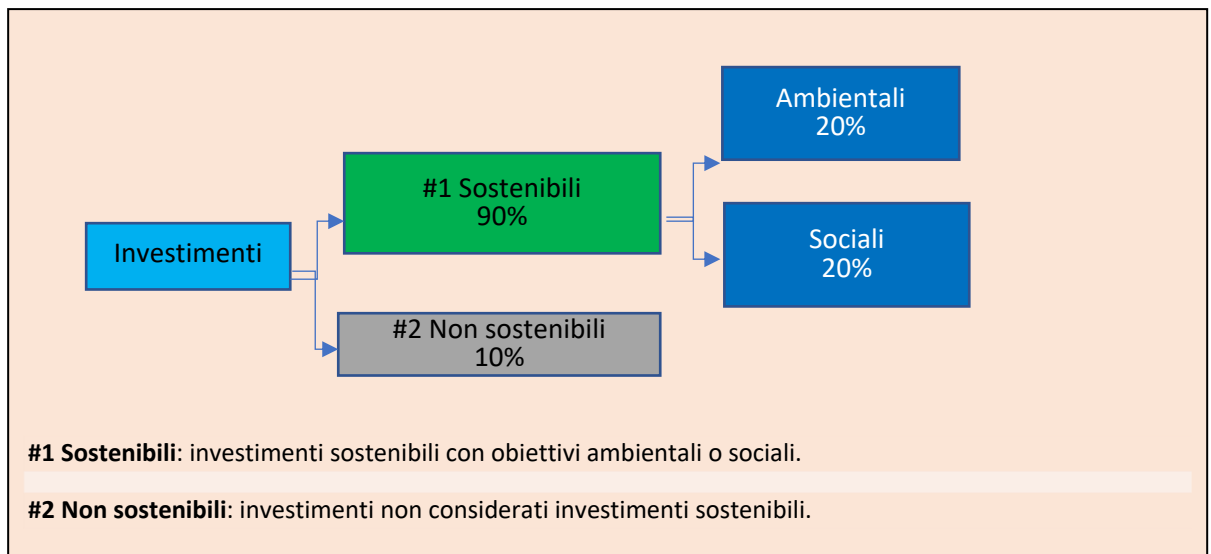 Ambientali
20%
#1 Sostenibili
90%
Sociali
20%
Investimenti
#2 Non sostenibili
10%
#1 Sostenibili: investimenti sostenibili con obiettivi ambientali o sociali.
#2 Non sostenibili: investimenti non considerati investimenti sostenibili.